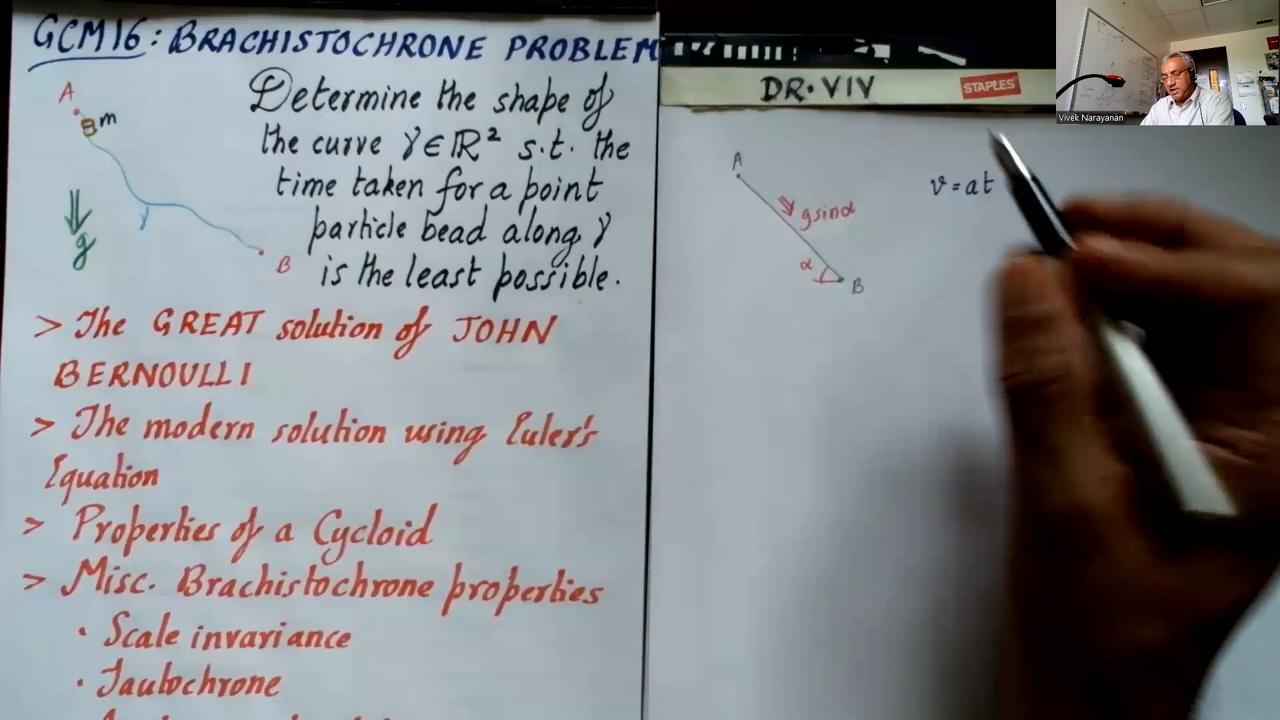 GCM16: BRACHISTOCHRONE PROBLEM
A
m
g
γ
B
Determine the shape of
the curve γ∈ℝ² s.t. the
time taken for a point
particle bead along γ
is the least possible.
> The GREAT solution of JOHN
BERNOULLI
> The modern solution using Euler's
Equation
> Properties of a Cycloid
> Misc. Brachistochrone properties
· Scale invariance
· Tautochrone
DR·VIV
STAPLES
A
g sinα
α
B
v = at
Vivek Narayanan